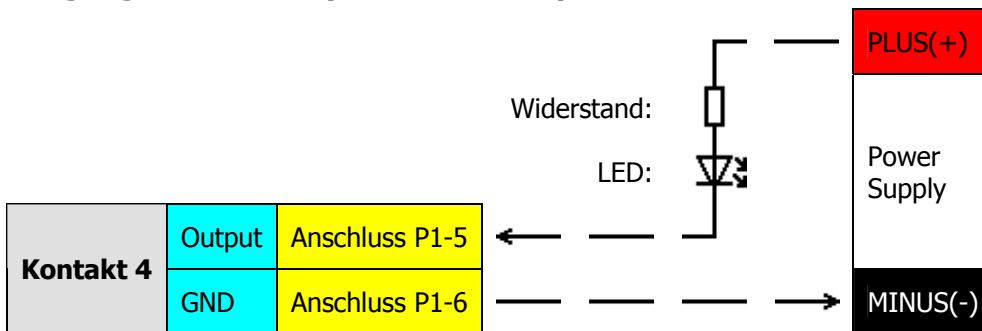 PLUS(+)
Widerstand:
LED:
Power
Supply
Kontakt 4
Output
Anschluss P1-5
GND
Anschluss P1-6
MINUS(-)